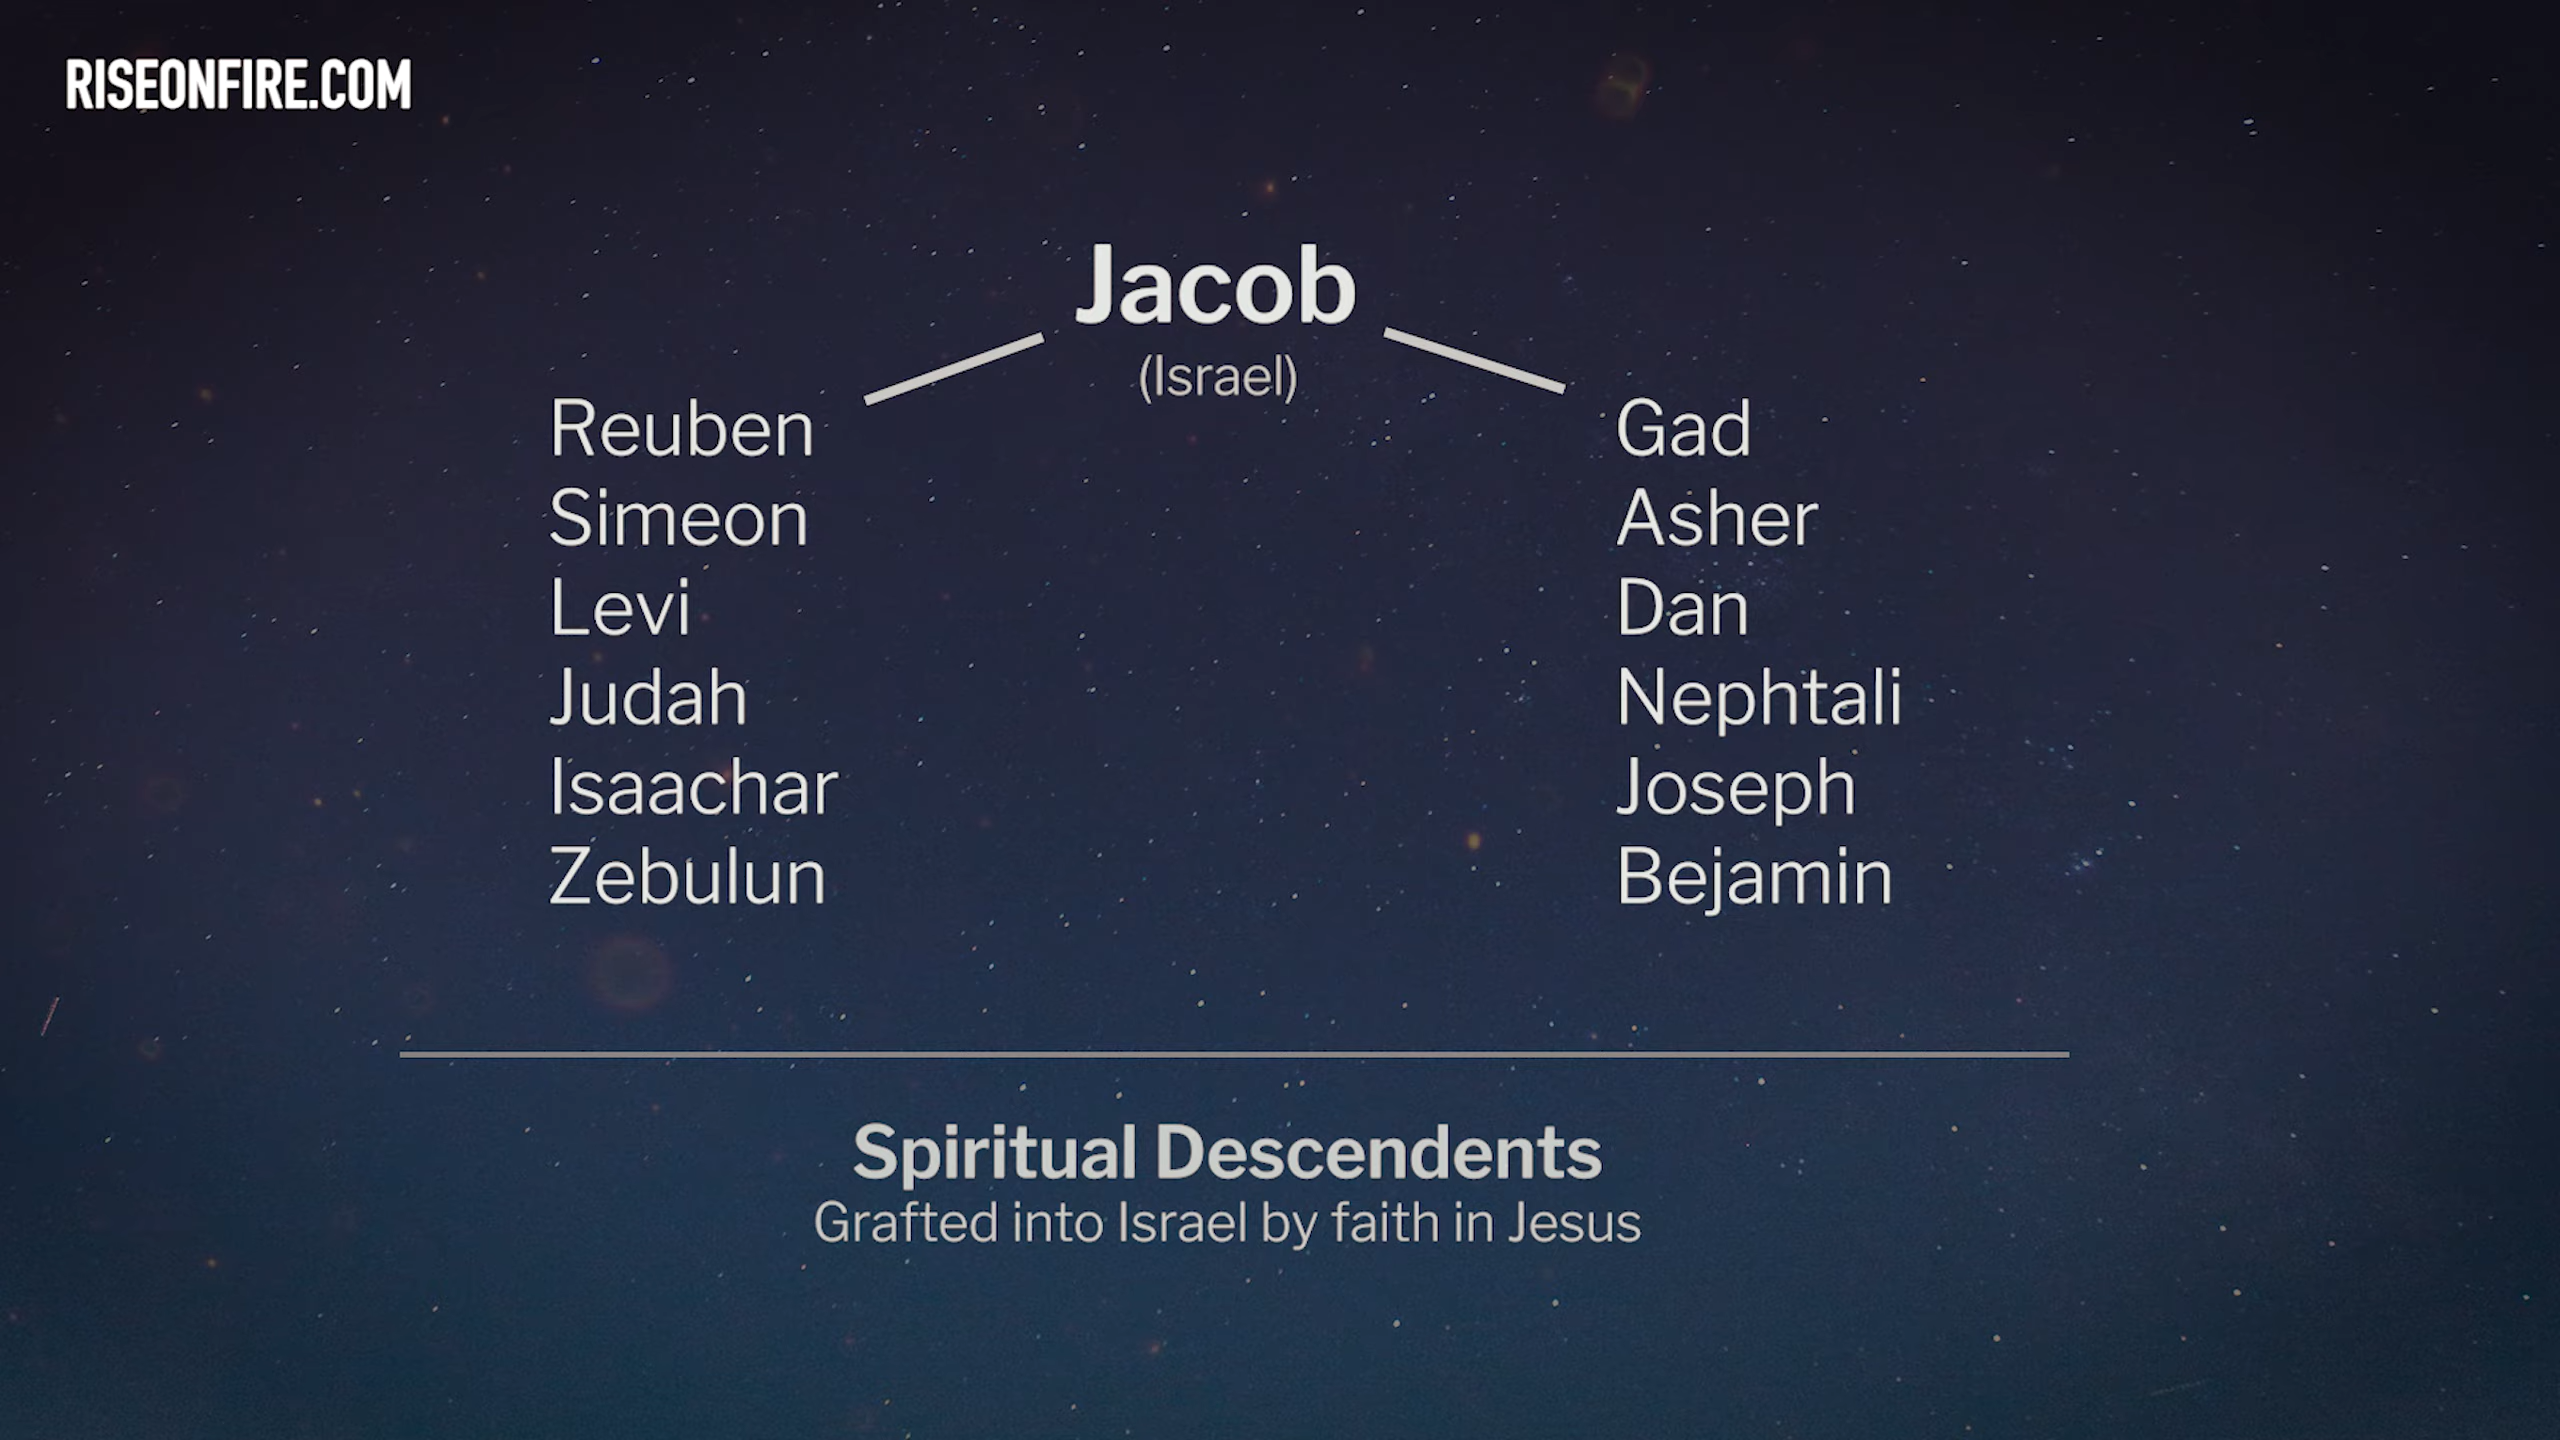 RISEONFIRE.COM
Jacob
(Israel)
Reuben
Simeon
Levi
Judah
Isaachar
Zebulun
Gad
Asher
Dan
Nephtali
Joseph
Bejamin
Spiritual Descendents
Grafted into Israel by faith in Jesus